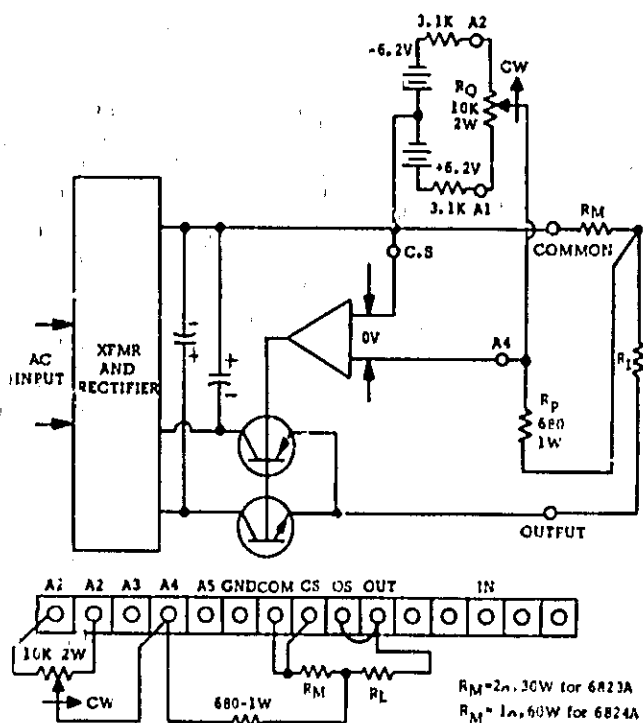 3.1K A2
-6.2V
CW
RQ
10K
2W
+6.2V
3.1K A1
RM
COMMON
C.S
0V
A4
XFMR
AND
RECTIFIER
AC
INPUT
- +
+ -
RP
680
1W
RL
OUTPUT
A1 A2 A3 A4 A5 GND COM CS OS OUT IN
10K 2W
CW
680-1W
RM
RL
RM=2Ω, 30W for 6823A
RM= 1Ω, 60W for 6824A